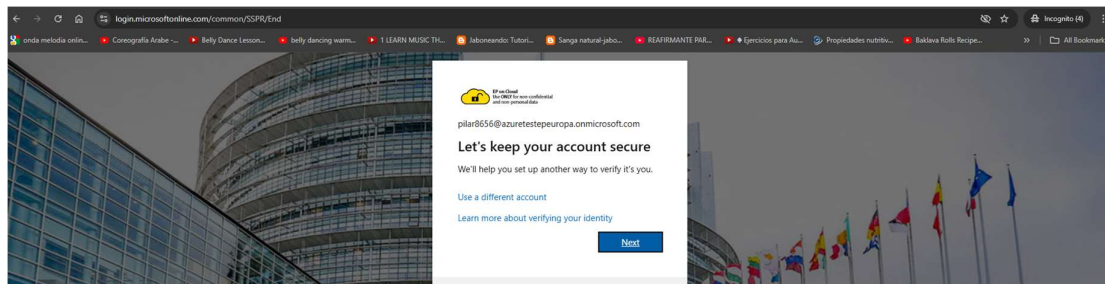 login.microsoftonline.com/common/SSPR/End
Incognito (4)
onda melodia onlin...
Coreografía Arabe -...
Belly Dance Lesson...
belly dancing warm...
1 LEARN MUSIC TH...
Jaboneando: Tutori...
Sanga natural-jabo...
REAFIRMANTE PAR...
Ejercicios para Au...
Propiedades nutritiv...
Baklava Rolls Recipe...
»
All Bookmark
EP on Cloud
Use ONLY for non-confidential
and non-personal data
pilar8656@azuretestepeuropa.onmicrosoft.com
Let's keep your account secure
We'll help you set up another way to verify it's you.
Use a different account
Learn more about verifying your identity
Next